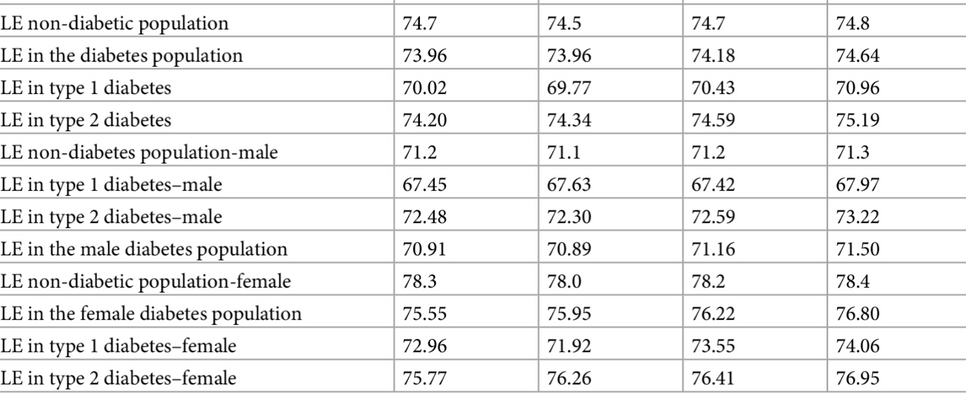 LE non-diabetic population 74.7 74.5 74.7 74.8
LE in the diabetes population 73.96 73.96 74.18 74.64
LE in type 1 diabetes 70.02 69.77 70.43 70.96
LE in type 2 diabetes 74.20 74.34 74.59 75.19
LE non-diabetes population-male 71.2 71.1 71.2 71.3
LE in type 1 diabetes–male 67.45 67.63 67.42 67.97
LE in type 2 diabetes–male 72.48 72.30 72.59 73.22
LE in the male diabetes population 70.91 70.89 71.16 71.50
LE non-diabetic population-female 78.3 78.0 78.2 78.4
LE in the female diabetes population 75.55 75.95 76.22 76.80
LE in type 1 diabetes–female 72.96 71.92 73.55 74.06
LE in type 2 diabetes–female 75.77 76.26 76.41 76.95